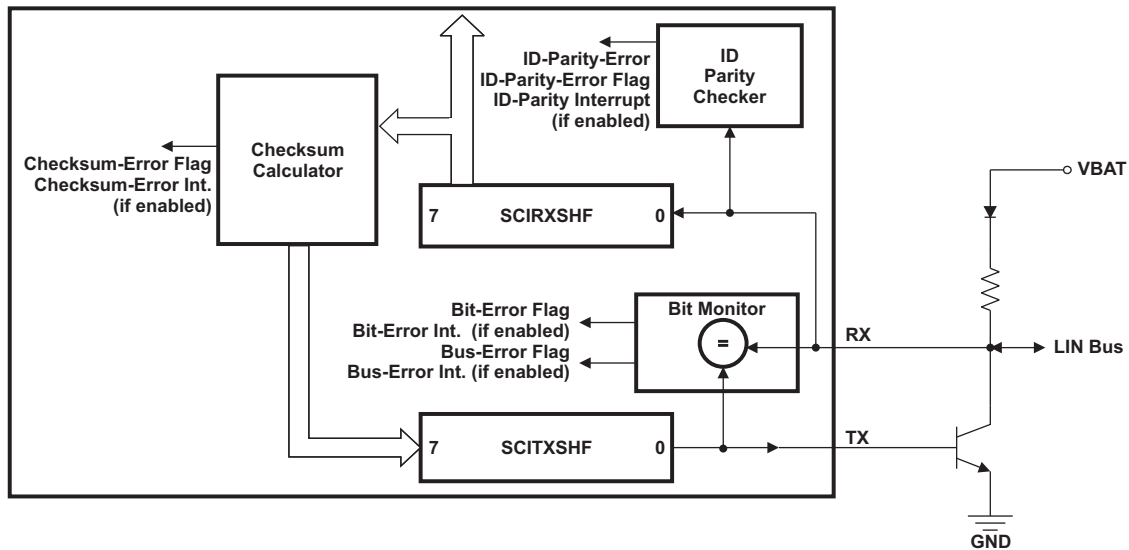 ID-Parity-Error
ID-Parity-Error Flag
ID-Parity Interrupt
(if enabled)
ID
Parity
Checker
Checksum-Error Flag
Checksum-Error Int.
(if enabled)
Checksum
Calculator
VBAT
7 SCIRXSHF 0
Bit-Error Flag
Bit-Error Int. (if enabled)
Bus-Error Flag
Bus-Error Int. (if enabled)
Bit Monitor
=
RX
LIN Bus
7 SCITXSHF 0
TX
GND